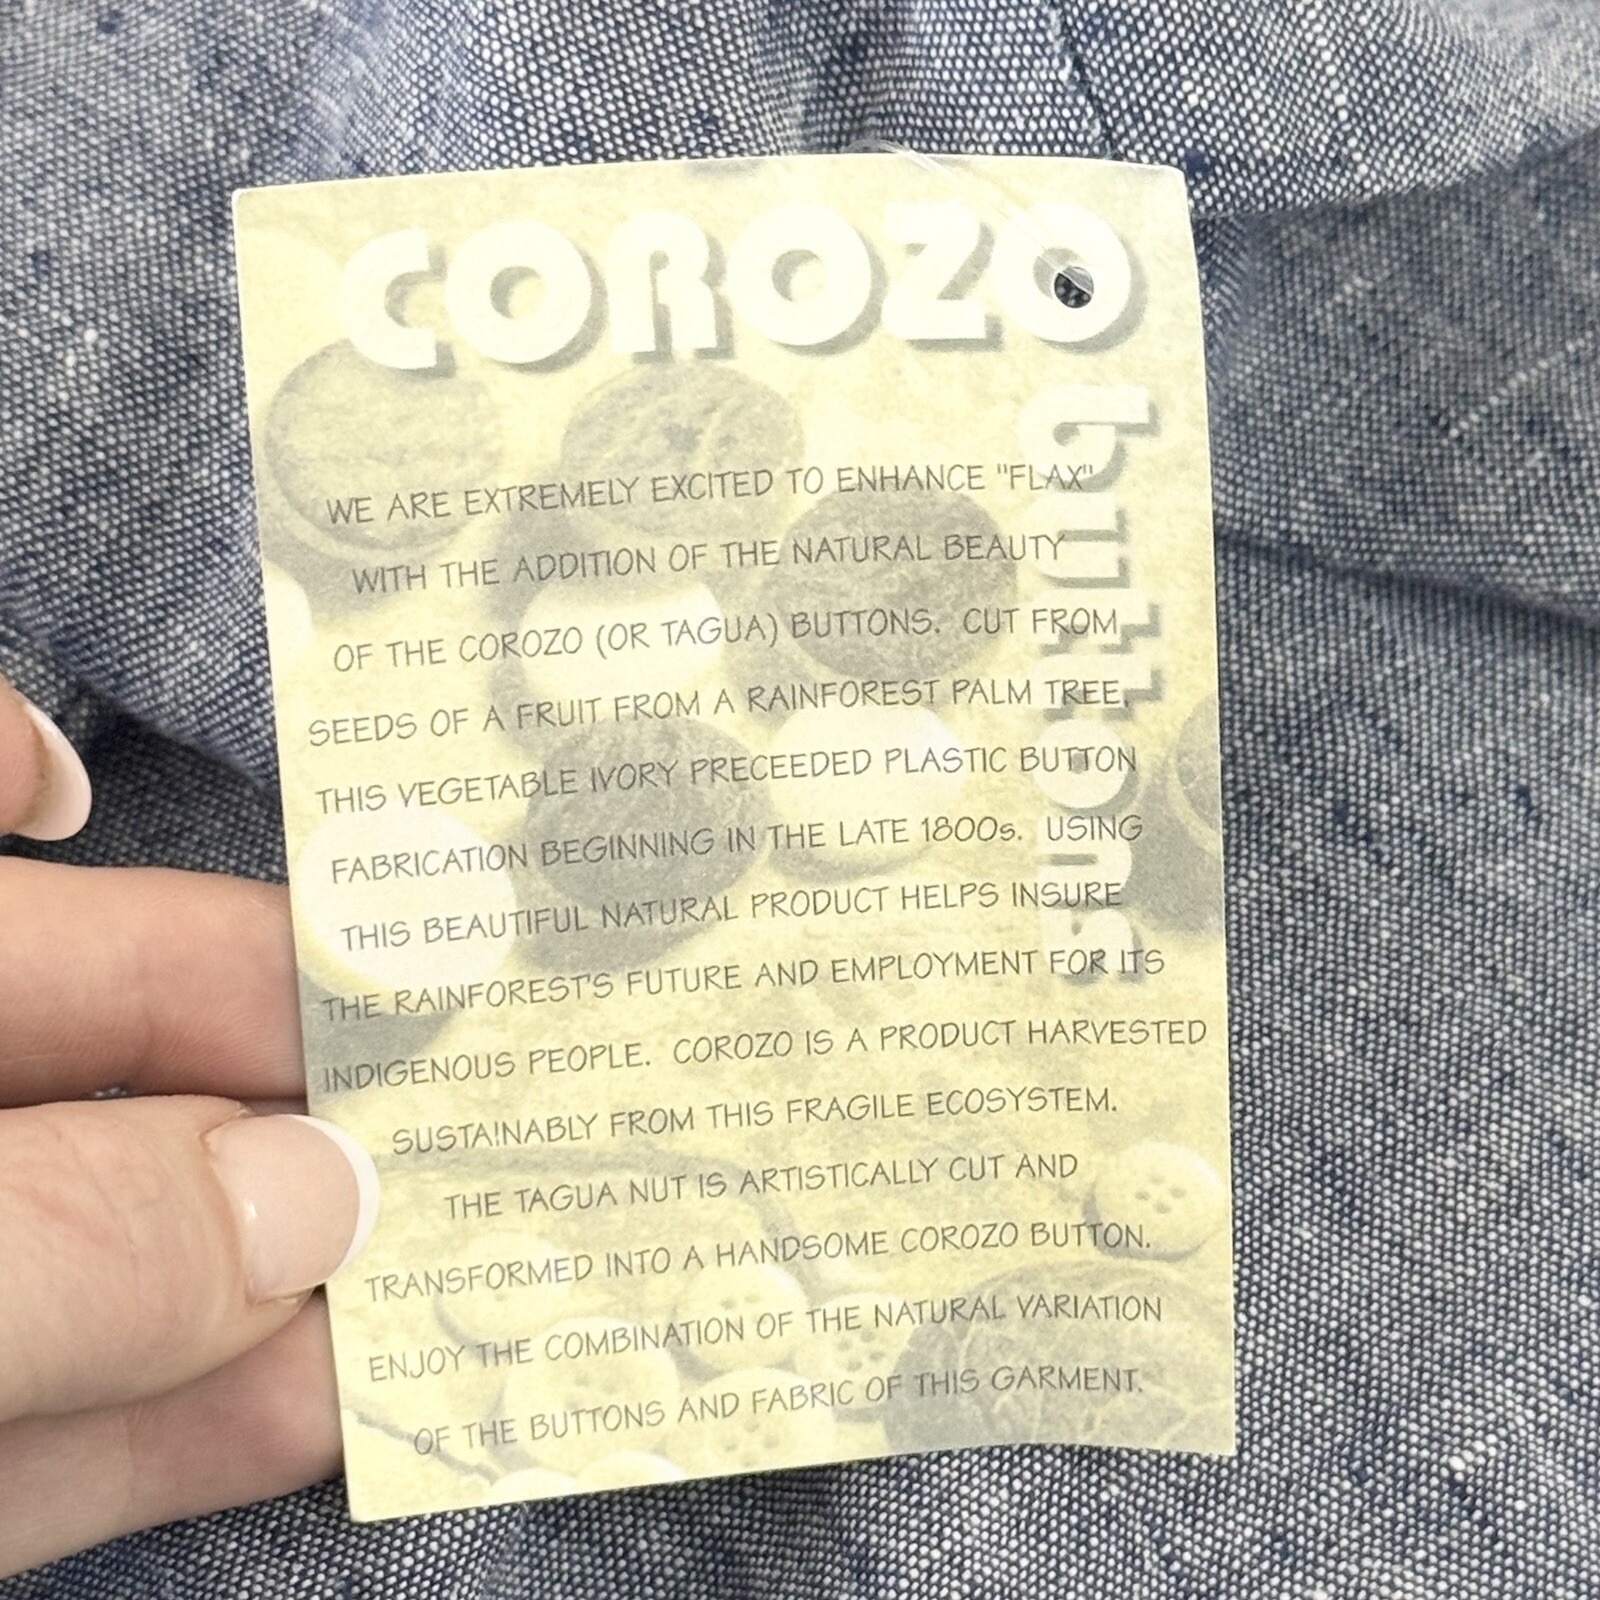 COROZO
buttons
WE ARE EXTREMELY EXCITED TO ENHANCE "FLAX"
WITH THE ADDITION OF THE NATURAL BEAUTY
OF THE COROZO (OR TAGUA) BUTTONS. CUT FROM
SEEDS OF A FRUIT FROM A RAINFOREST PALM TREE,
THIS VEGETABLE IVORY PRECEEDED PLASTIC BUTTON
FABRICATION BEGINNING IN THE LATE 1800s. USING
THIS BEAUTIFUL NATURAL PRODUCT HELPS INSURE
THE RAINFOREST'S FUTURE AND EMPLOYMENT FOR ITS
INDIGENOUS PEOPLE. COROZO IS A PRODUCT HARVESTED
SUSTAINABLY FROM THIS FRAGILE ECOSYSTEM.
THE TAGUA NUT IS ARTISTICALLY CUT AND
TRANSFORMED INTO A HANDSOME COROZO BUTTON.
ENJOY THE COMBINATION OF THE NATURAL VARIATION
OF THE BUTTONS AND FABRIC OF THIS GARMENT.